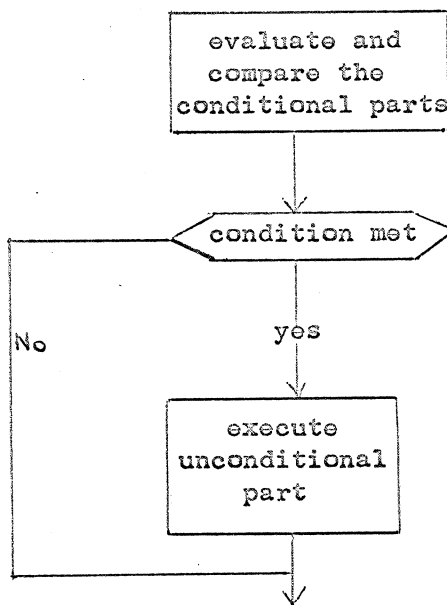 evaluate and
compare the
conditional parts
condition met
No
yes
execute
unconditional
part